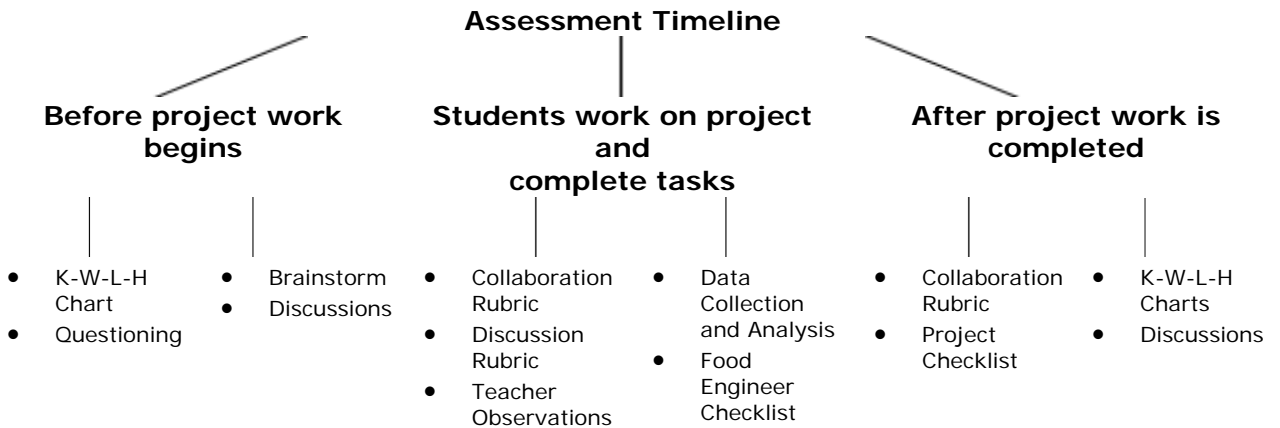 Assessment Timeline
Before project work
begins
Students work on project
and
complete tasks
After project work is
completed
• K-W-L-H
Chart
• Questioning
• Brainstorm
• Discussions
• Collaboration
Rubric
• Discussion
Rubric
• Teacher
Observations
• Data
Collection
and Analysis
• Food
Engineer
Checklist
• Collaboration
Rubric
• Project
Checklist
• K-W-L-H
Charts
• Discussions